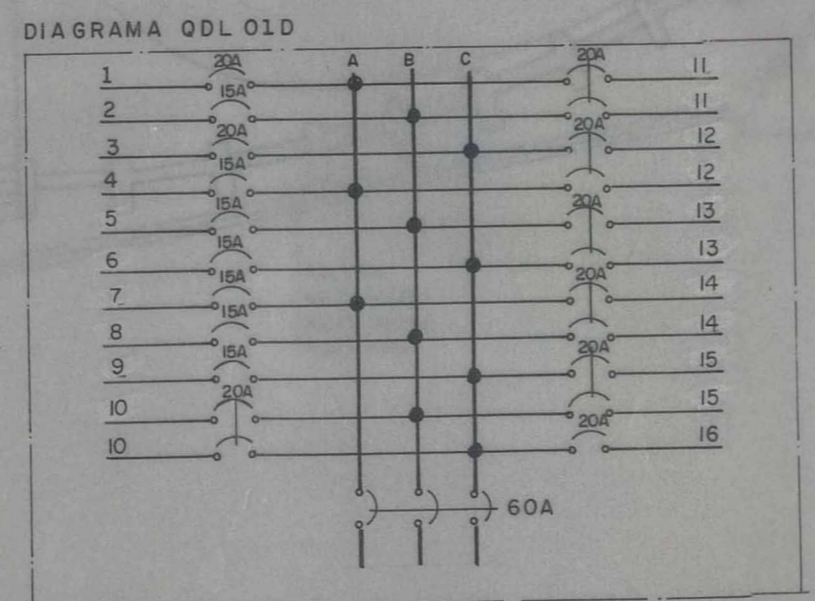 DIAGRAMA QDL 01D
A B C
1 20A 20A 11
2 15A 11
3 20A 20A 12
4 15A 12
5 15A 20A 13
6 15A 13
7 15A 20A 14
8 15A 14
9 15A 20A 15
10 20A 15
10 20A 16
60A